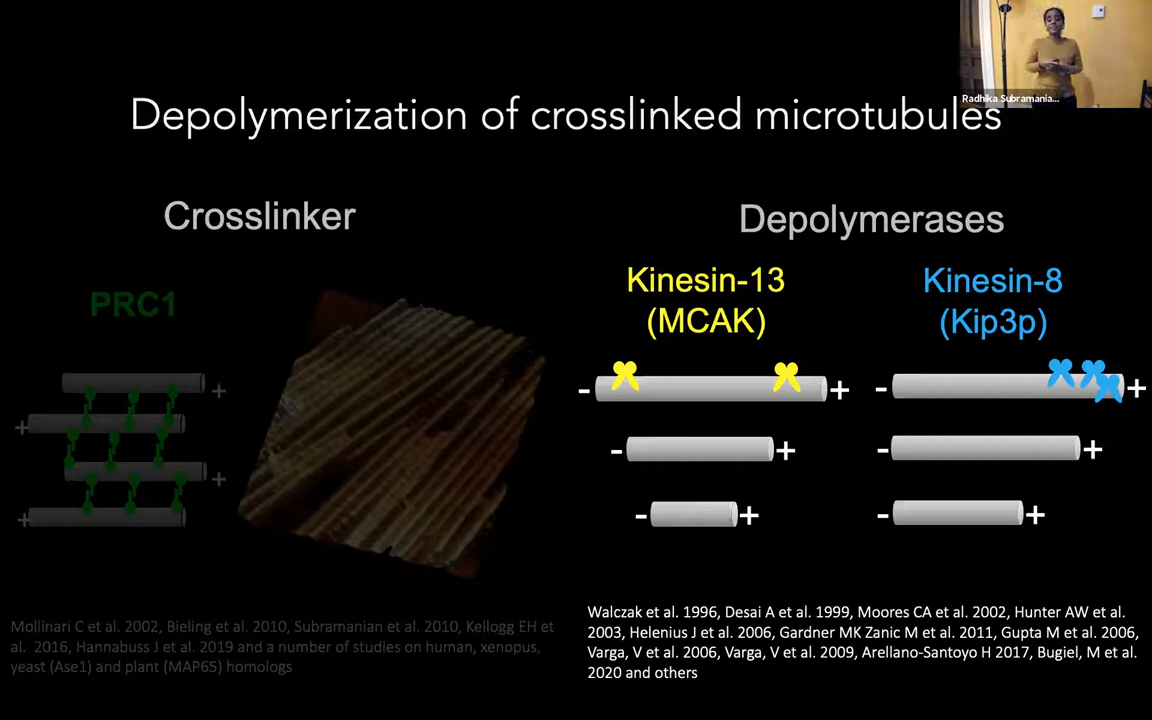 Radhika Subramania...
Depolymerization of crosslinked microtubules
Crosslinker
Depolymerases
PRC1
Kinesin-13
(MCAK)
Kinesin-8
(Kip3p)
+
+
+
+
- +
- +
- +
- +
- +
- +
Mollinari C et al. 2002, Bieling et al. 2010, Subramanian et al. 2010, Kellogg EH et
al. 2016, Hannabuss J et al. 2019 and a number of studies on human, xenopus,
yeast (Ase1) and plant (MAP65) homologs
Walczak et al. 1996, Desai A et al. 1999, Moores CA et al. 2002, Hunter AW et al.
2003, Helenius J et al. 2006, Gardner MK Zanic M et al. 2011, Gupta M et al. 2006,
Varga, V et al. 2006, Varga, V et al. 2009, Arellano-Santoyo H 2017, Bugiel, M et al.
2020 and others